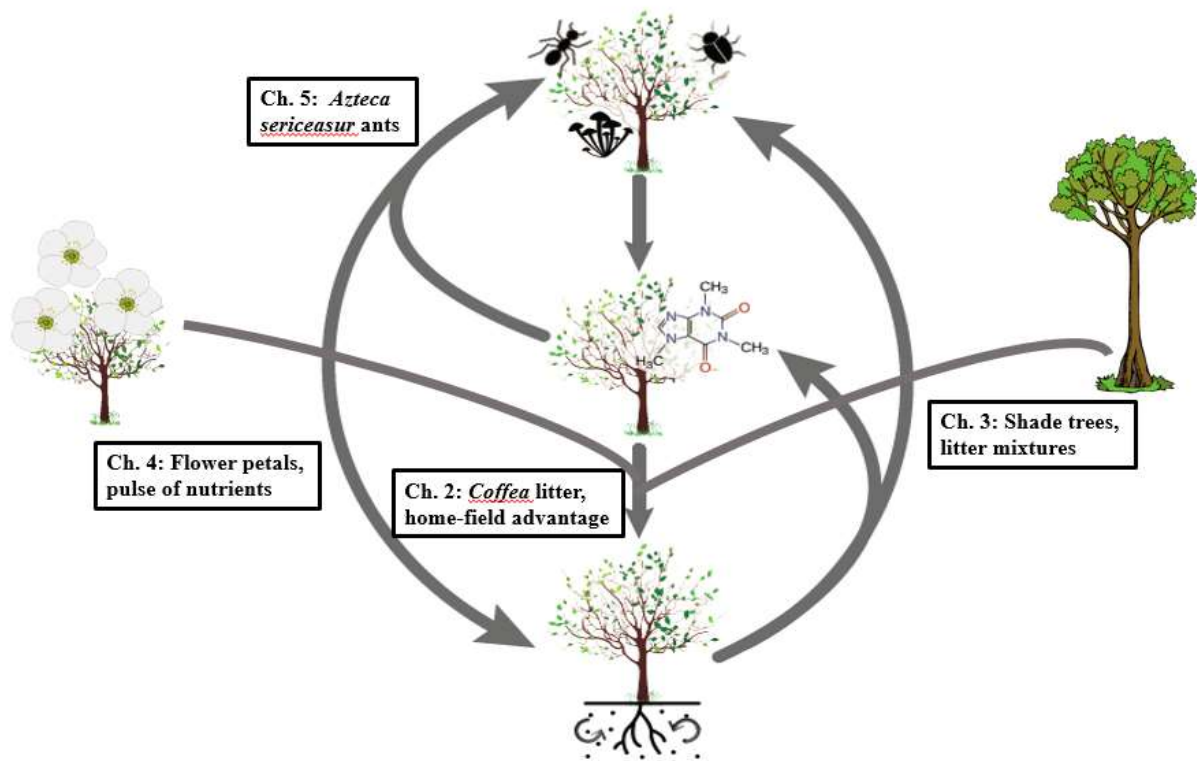 Ch. 5: Azteca
sericeasur ants
CH₃
N
N
O
N
N
CH₃
H₃C
O
Ch. 3: Shade trees,
litter mixtures
Ch. 4: Flower petals,
pulse of nutrients
Ch. 2: Coffea litter,
home-field advantage